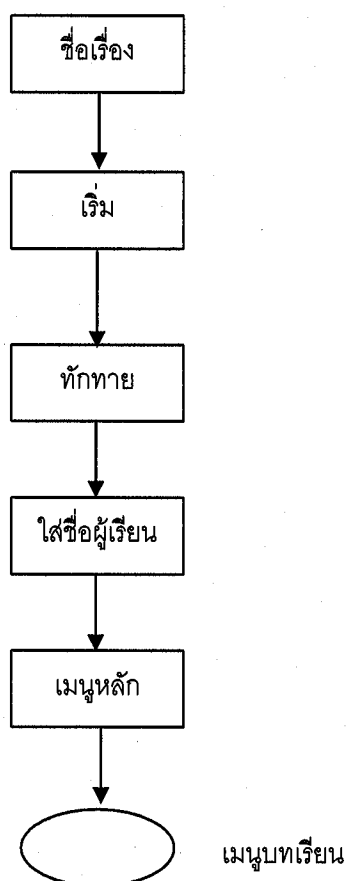 ชื่อเรื่อง
เริ่ม
ทักทาย
ใส่ชื่อผู้เรียน
เมนูหลัก
เมนูบทเรียน